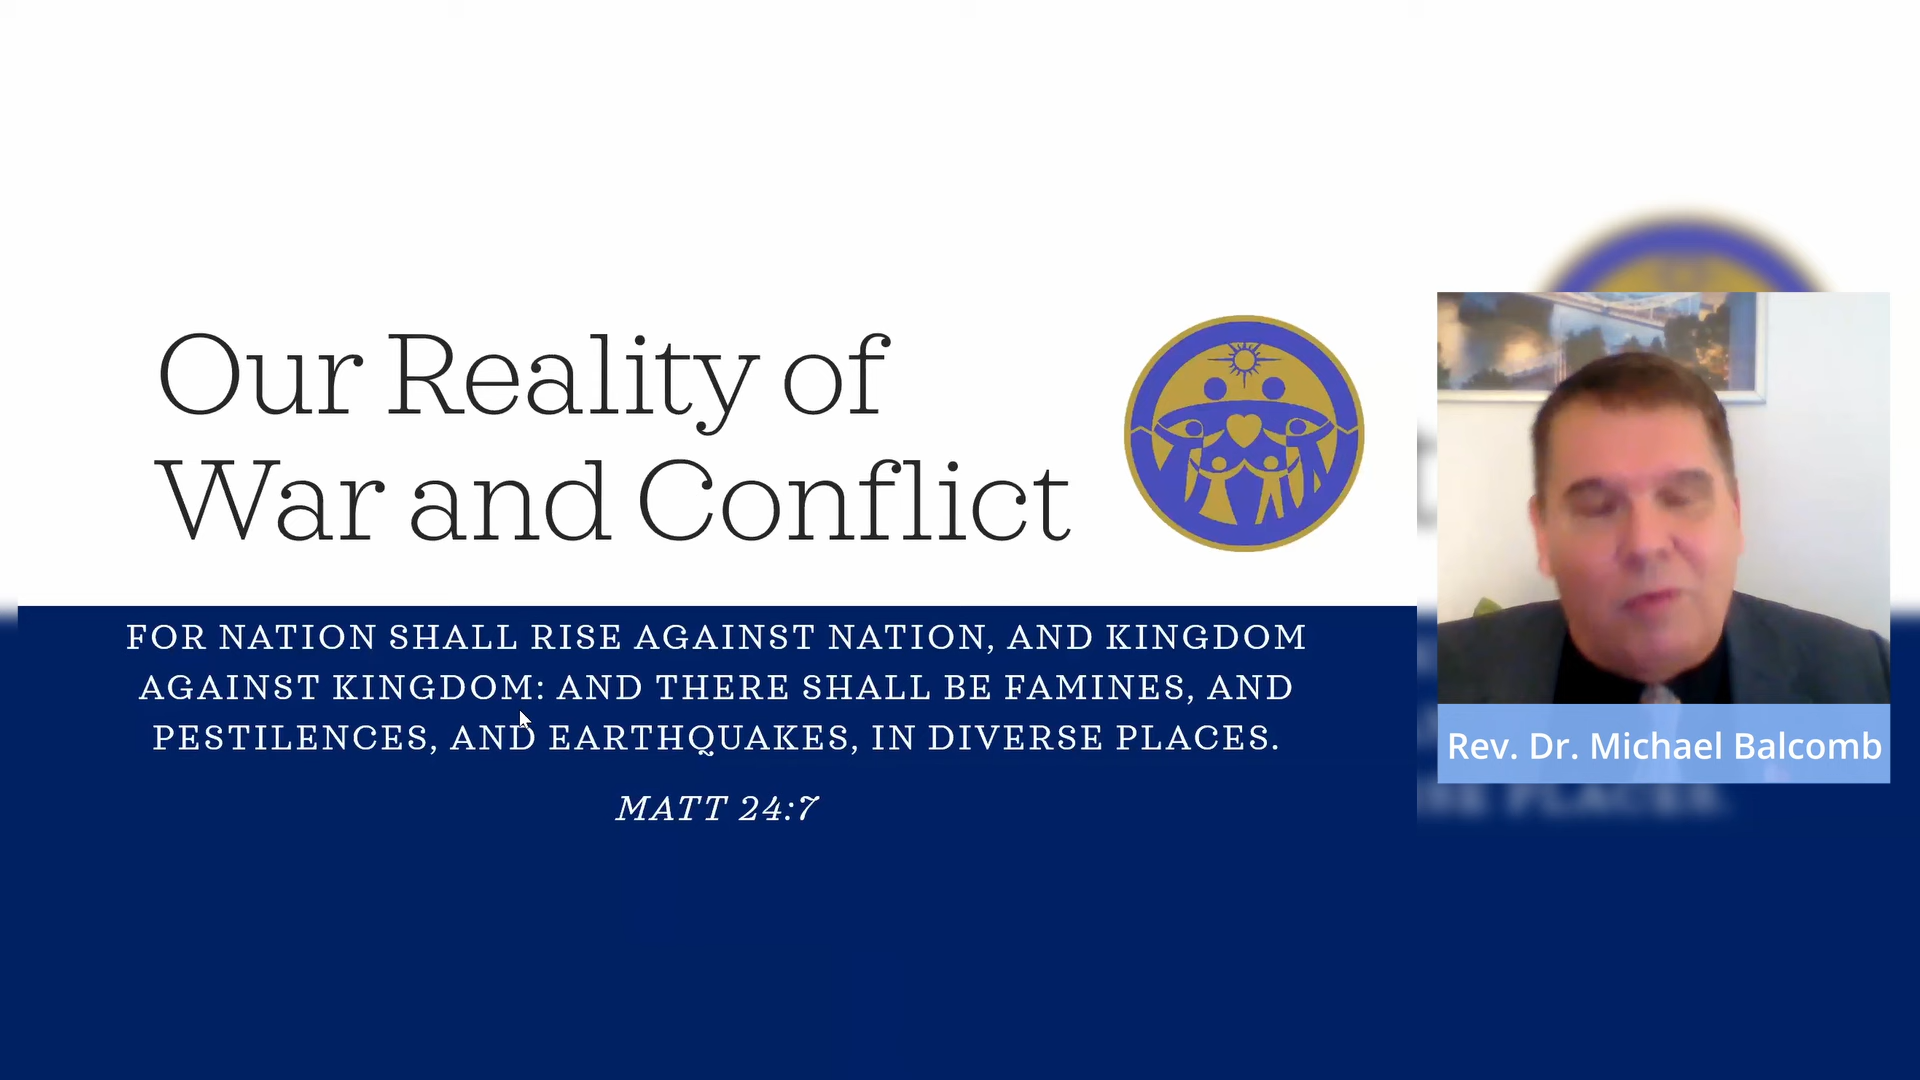 Our Reality of
War and Conflict
FOR NATION SHALL RISE AGAINST NATION, AND KINGDOM
AGAINST KINGDOM: AND THERE SHALL BE FAMINES, AND
PESTILENCES, AND EARTHQUAKES, IN DIVERSE PLACES.
MATT 24:7
Rev. Dr. Michael Balcomb